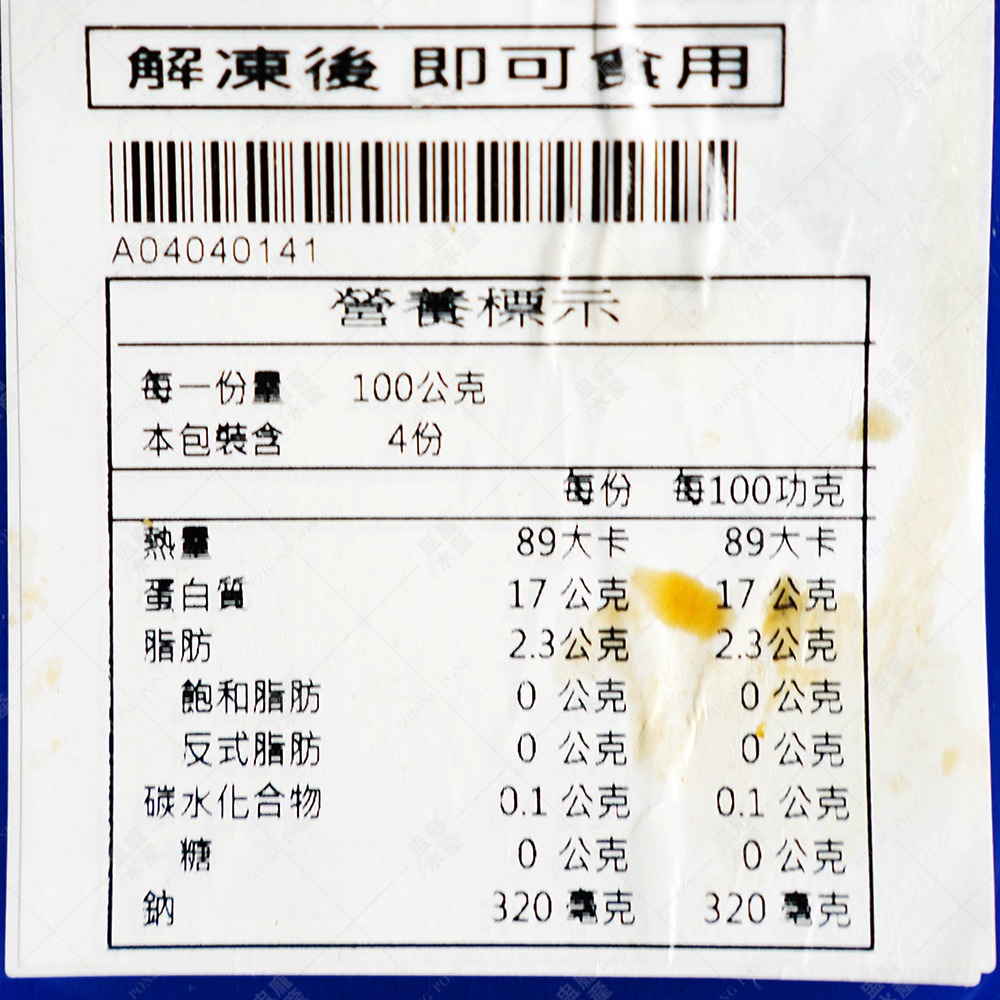 解凍後 即可食用
A04040141
營養標示
每一份量 100公克
本包裝含 4份
每份 每100功克
熱量 89大卡 89大卡
蛋白質 17 公克 17 公克
脂肪 2.3公克 2.3公克
飽和脂肪 0 公克 0 公克
反式脂肪 0 公克 0 公克
碳水化合物 0.1 公克 0.1 公克
糖 0 公克 0 公克
鈉 320 毫克 320 毫克